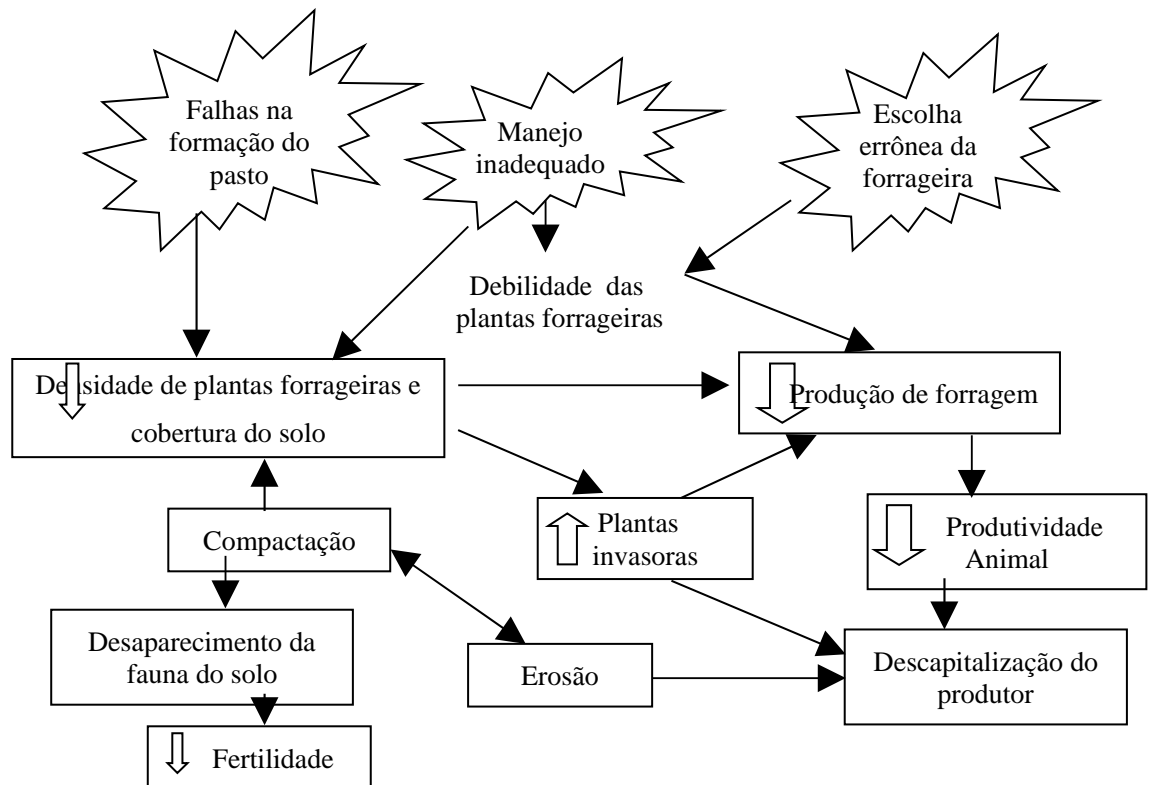 Falhas na
formação do
pasto
Manejo
inadequado
Escolha
errônea da
forrageira
Debilidade das
plantas forrageiras
Densidade de plantas forrageiras e
cobertura do solo
Produção de forragem
Compactação
Plantas
invasoras
Produtividade
Animal
Desaparecimento da
fauna do solo
Erosão
Descapitalização do
produtor
Fertilidade